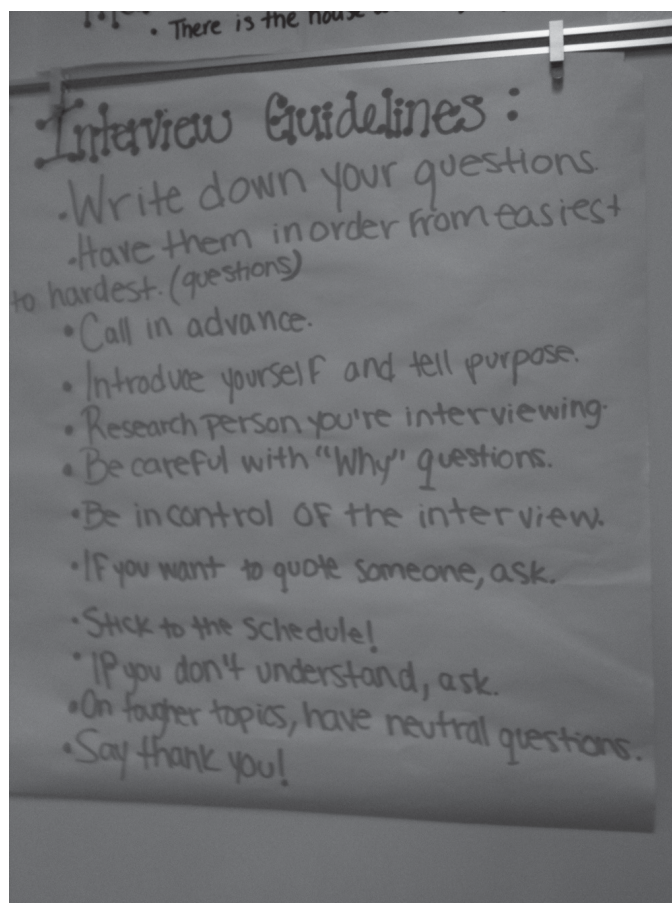 • There is the house
Interview Guidelines:
• Write down your questions.
• Have them in order from easiest
to hardest. (questions)
• Call in advance.
• Introduce yourself and tell purpose.
• Research person you're interviewing.
• Be careful with "Why" questions.
• Be in control of the interview.
• If you want to quote someone, ask.
• Stick to the schedule!
• If you don't understand, ask.
• On tougher topics, have neutral questions.
• Say thank you!